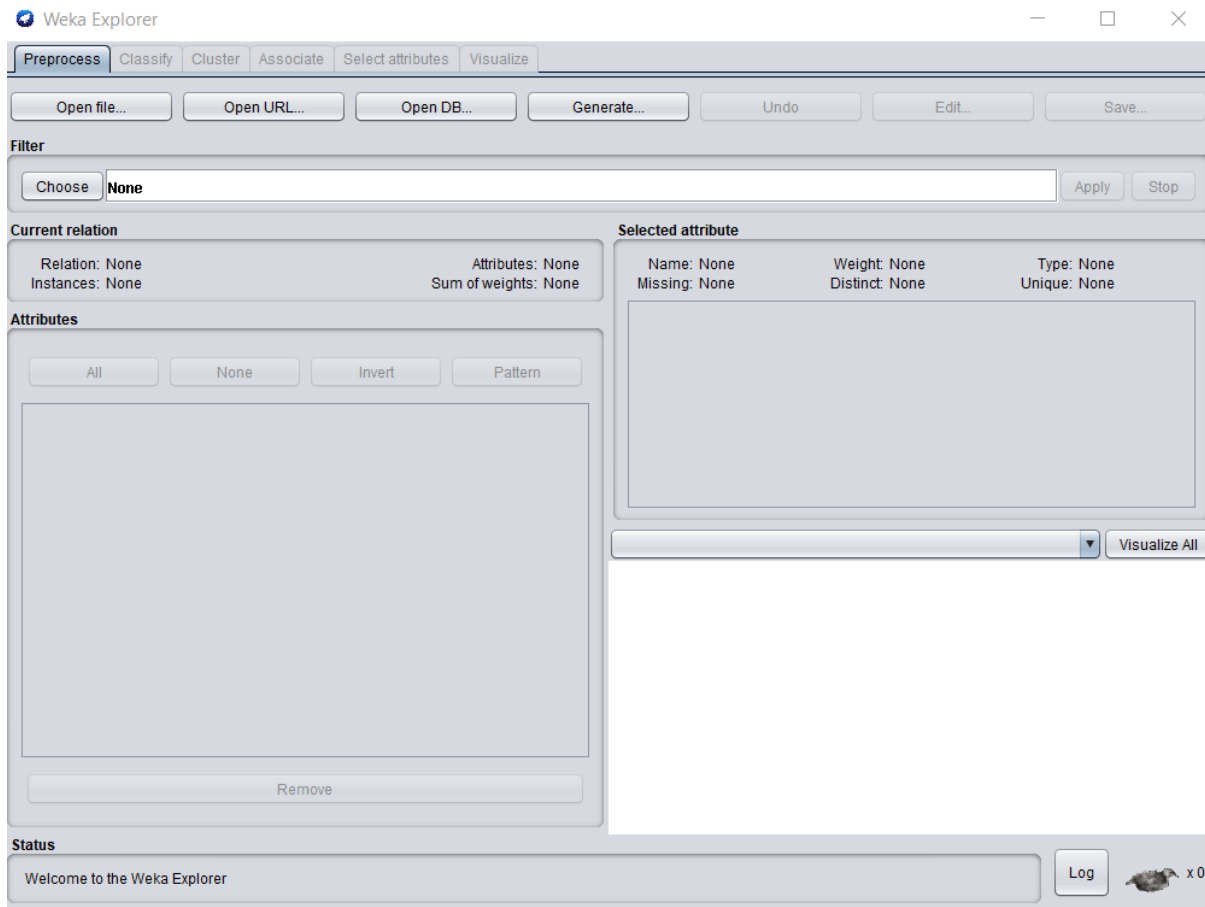 Weka Explorer
Preprocess Classify Cluster Associate Select attributes Visualize
Open file... Open URL... Open DB... Generate... Undo Edit... Save...
Filter
Choose None Apply Stop
Current relation
Relation: None Attributes: None
Instances: None Sum of weights: None
Attributes
All None Invert Pattern
Remove
Selected attribute
Name: None Weight: None Type: None
Missing: None Distinct: None Unique: None
Visualize All
Status
Welcome to the Weka Explorer
Log x 0